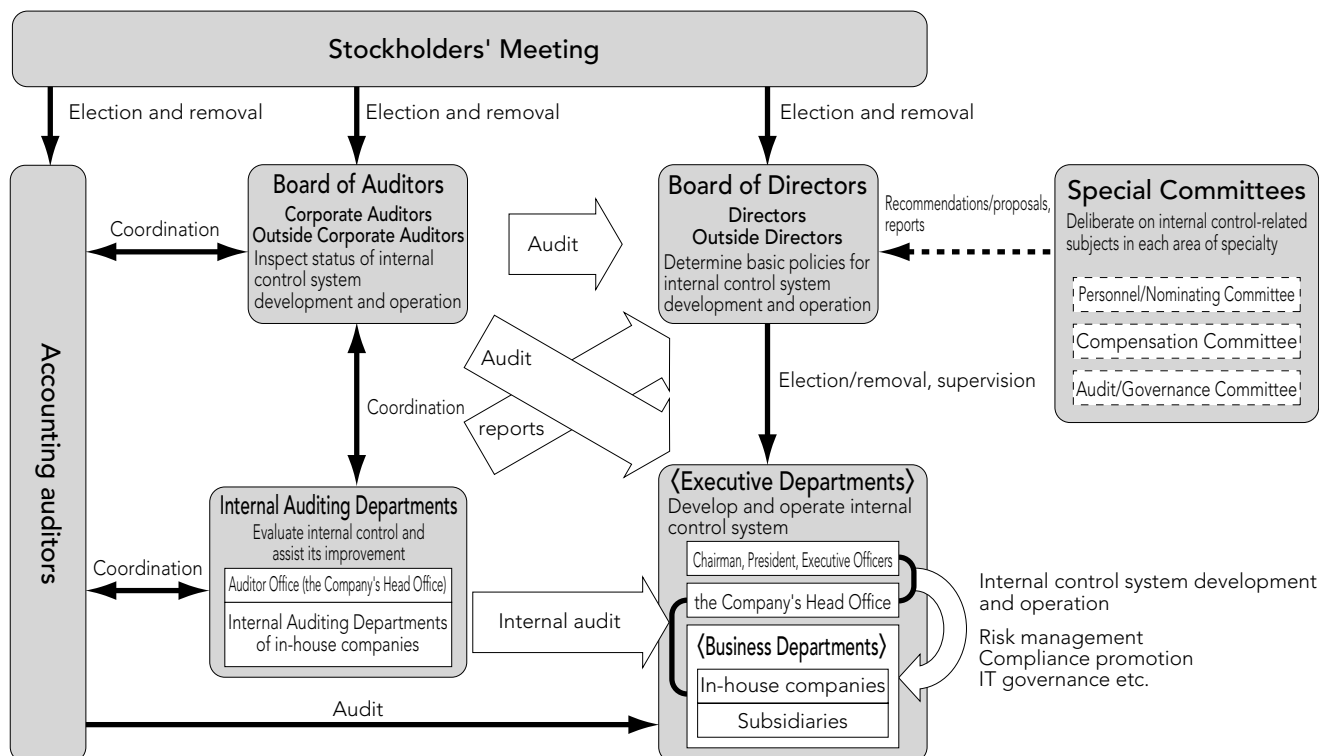 Stockholders' Meeting
Election and removal
Election and removal
Election and removal
Accounting auditors
Coordination
Board of Auditors
Corporate Auditors
Outside Corporate Auditors
Inspect status of internal
control system
development and operation
Audit
Board of Directors
Directors
Outside Directors
Determine basic policies for
internal control system
development and operation
Recommendations/proposals,
reports
Special Committees
Deliberate on internal control-related
subjects in each area of specialty
Personnel/Nominating Committee
Compensation Committee
Audit/Governance Committee
Audit
Coordination
reports
Election/removal, supervision
Internal Auditing Departments
Evaluate internal control and
assist its improvement
Auditor Office (the Company's Head Office)
Internal Auditing Departments
of in-house companies
Coordination
Internal audit
〈Executive Departments〉
Develop and operate internal
control system
Chairman, President, Executive Officers
the Company's Head Office
〈Business Departments〉
In-house companies
Subsidiaries
Internal control system development
and operation
Risk management
Compliance promotion
IT governance etc.
Audit